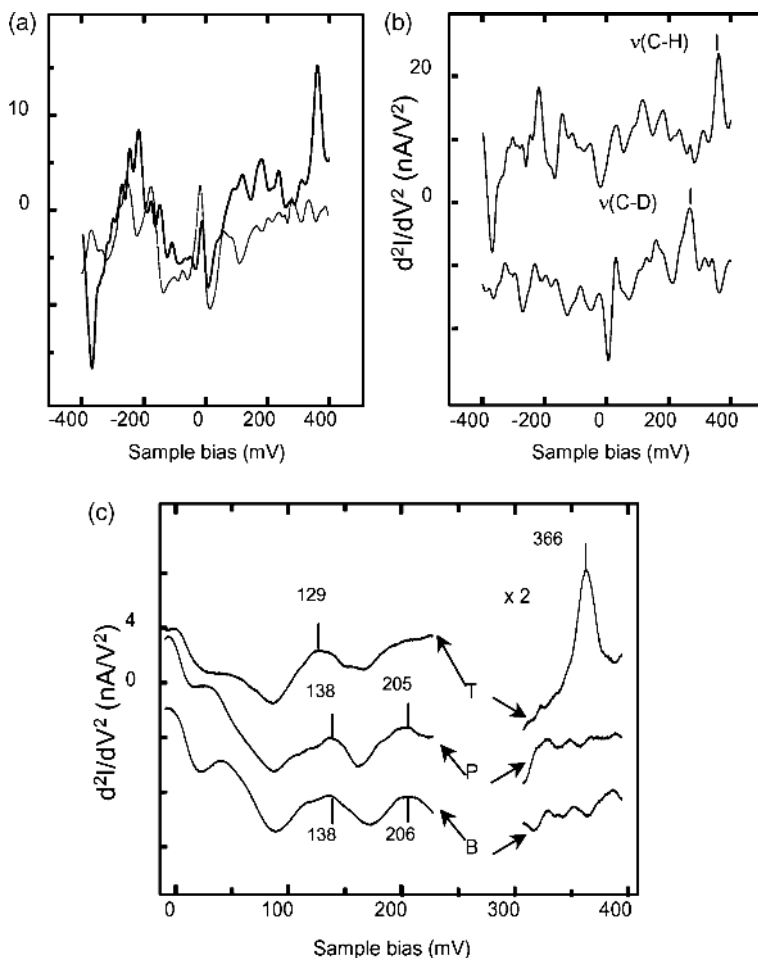 (a)
10
0
-400 -200 0 200 400
Sample bias (mV)
(b)
ν(C-H)
20
ν(C-D)
0
d²I/dV² (nA/V²)
-400 -200 0 200 400
Sample bias (mV)
(c)
366
129
x 2
4
138 205
T
0
d²I/dV² (nA/V²)
P
138 206
B
0 100 200 300 400
Sample bias (mV)